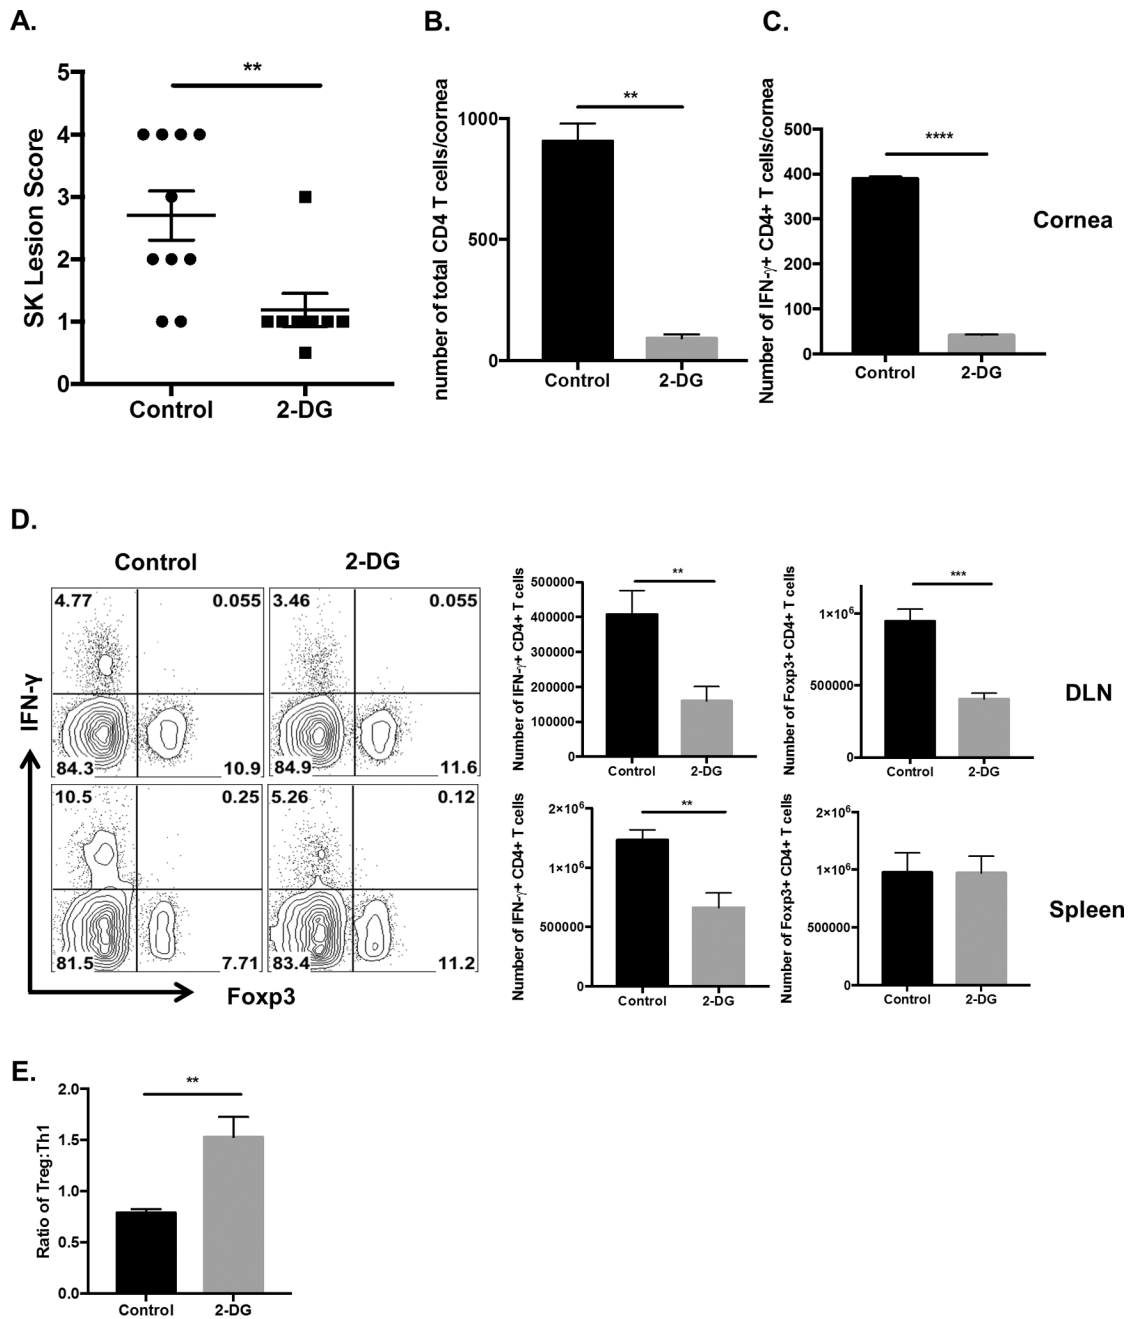 A.
SK Lesion Score
5
4
3
2
1
0
**
Control
2-DG
B.
number of total CD4 T cells/cornea
1000
500
0
**
Control
2-DG
C.
Number of IFN-γ+ CD4+ T cells/cornea
500
400
300
200
100
0
****
Control
2-DG
Cornea
D.
Control
2-DG
IFN-γ
4.77
0.055
84.3
10.9
3.46
0.055
84.9
11.6
10.5
0.25
81.5
7.71
5.26
0.12
83.4
11.2
Foxp3
Number of IFN-γ+ CD4+ T cells
500000
400000
300000
200000
100000
0
**
Control
2-DG
Number of Foxp3+ CD4+ T cells
1×10⁶
500000
0
***
Control
2-DG
DLN
Number of IFN-γ+ CD4+ T cells
2×10⁶
1×10⁶
500000
0
**
Control
2-DG
Number of Foxp3+ CD4+ T cells
2×10⁶
1×10⁶
500000
0
Control
2-DG
Spleen
E.
Ratio of Treg:Th1
2.0
1.5
1.0
0.5
0.0
**
Control
2-DG